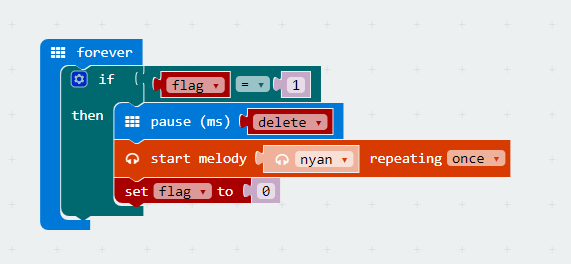 forever
if flag = 1
then
pause (ms) delete
start melody nyan repeating once
set flag to 0